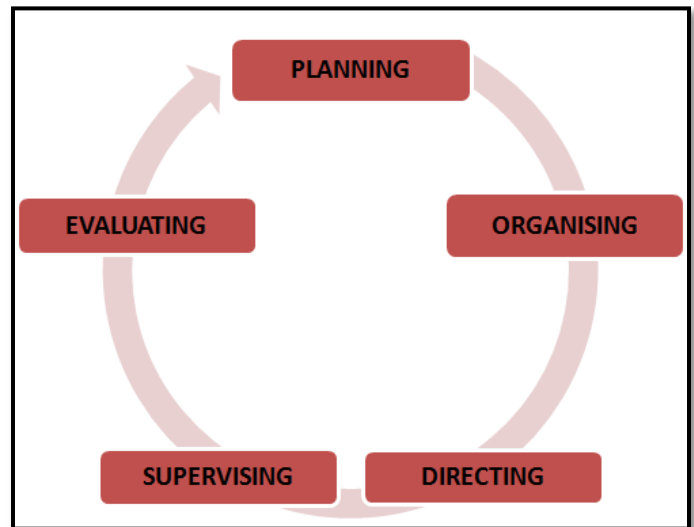 PLANNING
ORGANISING
DIRECTING
SUPERVISING
EVALUATING